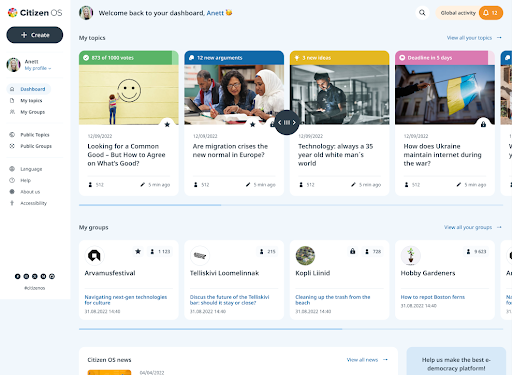 Citizen OS
Welcome back to your dashboard, Anett
Global activity
12
+ Create
Anett
My profile
Dashboard
My topics
My Groups
Public Topics
Public Groups
Language
Help
About us
Accessibility
#citizenos
My topics
View all your topics →
873 of 1000 votes
12/09/2022
Looking for a Common
Good – But How to Agree
on What's Good?
512
5 min ago
12 new arguments
12/09/2022
Are migration crises the
new normal in Europe?
512
5 min ago
3 new ideas
12/09/2022
Technology: always a 35
year old white man´s
world
512
5 min ago
Deadline in 5 days
12/09/2022
How does Ukraine
maintain internet during
the war?
512
5 min ago
My groups
View all your groups →
1 123
Arvamusfestival
Navigating next-gen technologies
for culture
31.08.2022 14:40
215
Telliskivi Loomelinnak
Discut the future of the Telliskivi
bar: should it stay or close?
31.08.2022 14:40
728
Kopli Liinid
Cleaning up the trash from the
beach
31.08.2022 14:40
9 623
Hobby Gardeners
How to repot Boston ferns
31.08.2022 14:40
Citizen OS news
View all news →
04/04/2022
Help us make the best e-
democracy platform!